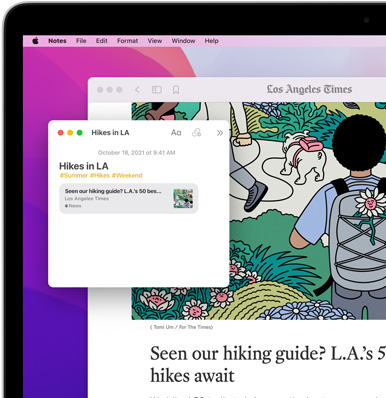 Notes File Edit Format View Window Help
Los Angeles Times
Hikes in LA
Aa
October 18, 2021 at 9:41 AM
Hikes in LA
#Summer #Hikes #Weekend
Seen our hiking guide? L.A.'s 50 bes...
Los Angeles Times
News
( Tomi Um / For The Times)
Seen our hiking guide? L.A.'s 5
hikes await